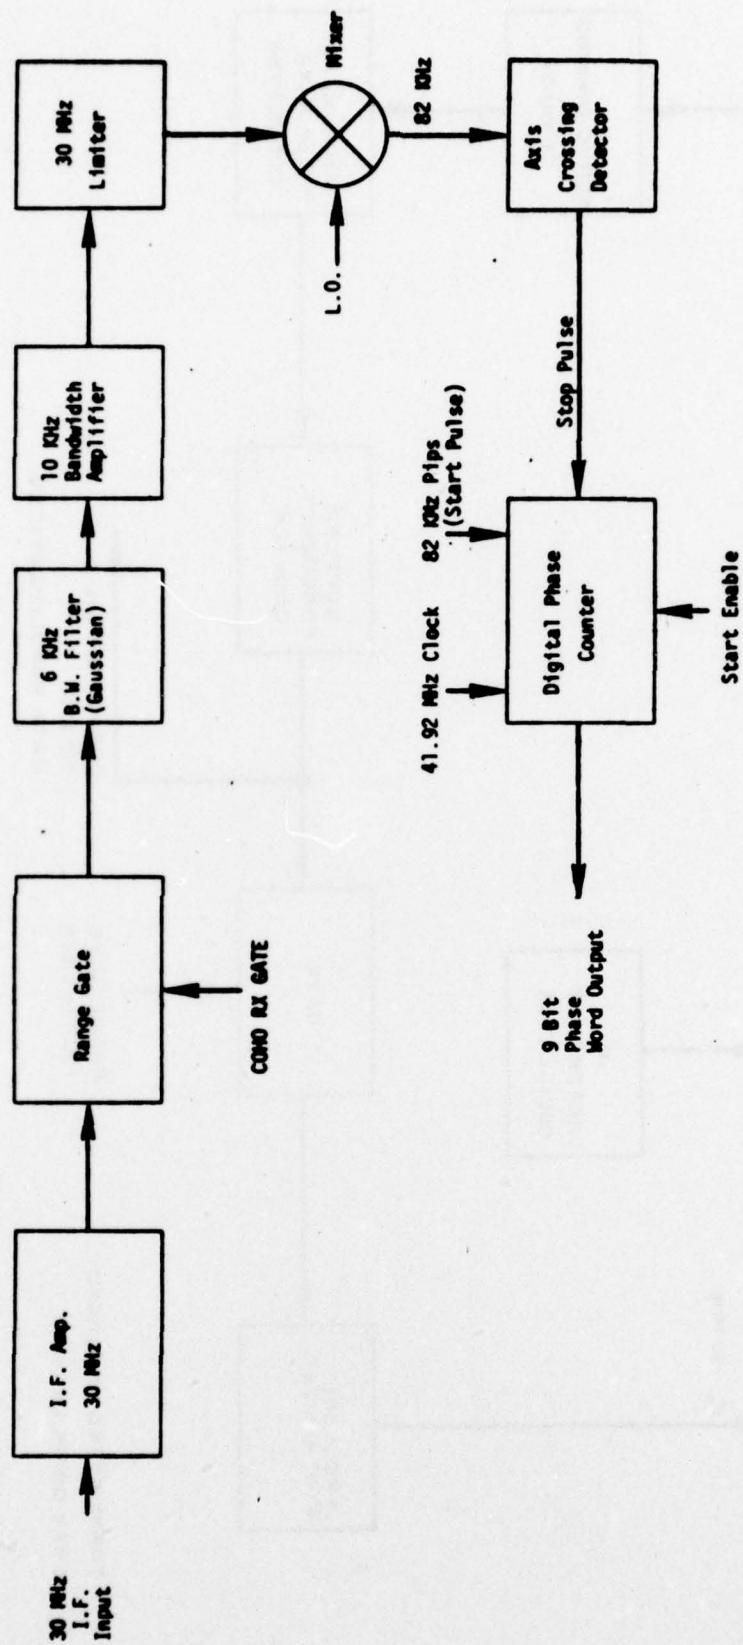 30 MHz
I.F.
Input
I.F. Amp.
30 MHz
Range Gate
COHO RX GATE
6 KHz
B.W. Filter
(Gaussian)
10 KHz
Bandwidth
Amplifier
30 MHz
Limiter
Mixer
L.O.
82 KHz
Axis
Crossing
Detector
Stop Pulse
82 KHz Pips
(Start Pulse)
41.92 MHz Clock
Digital Phase
Counter
Start Enable
9 Bit
Phase
Word Output